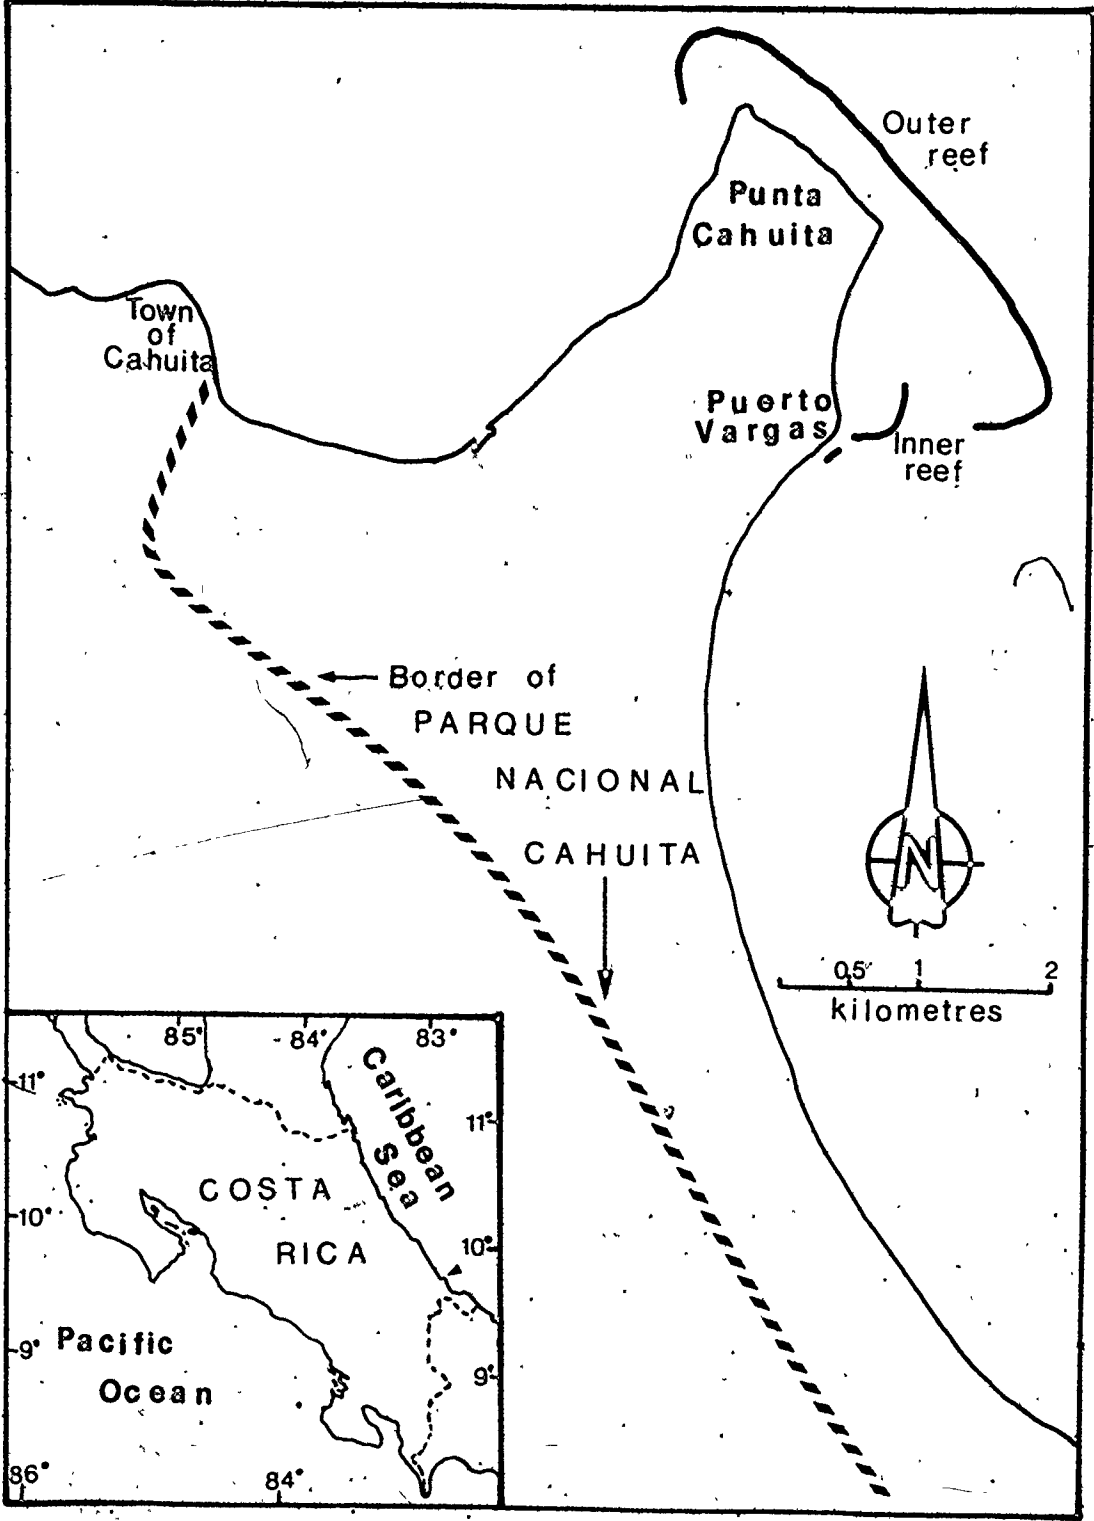 Outer
reef
Punta
Cahuita
Town
of
Cahuita
Puerto
Vargas
Inner
reef
Border of
PARQUE
NACIONAL
CAHUITA
N
0.5 1 2
kilometres
85° 84° 83°
11°
11°
Caribbean
Sea
COSTA
RICA
10°
10°
Pacific
Ocean
9°
9°
86° 84°